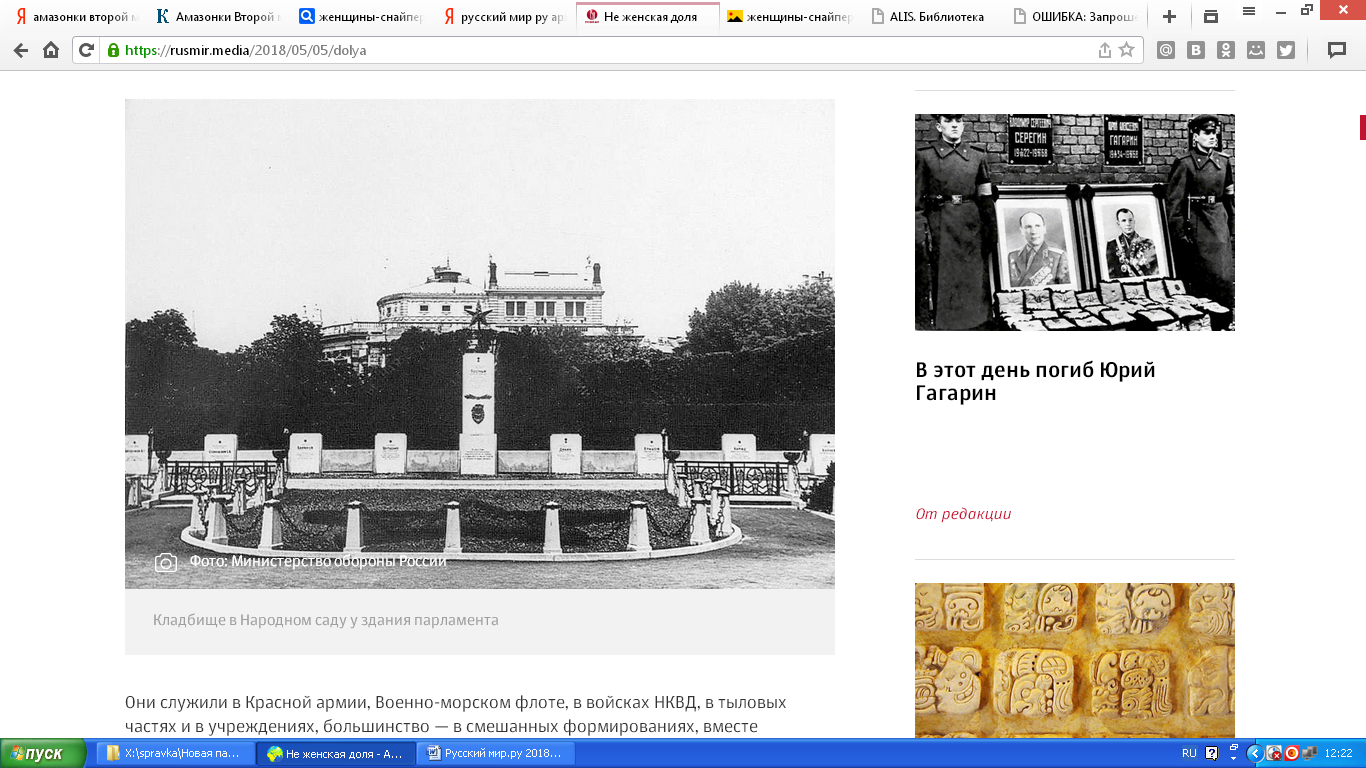 амазонки второй м
Амазонки Второй м
женщины-снайпер
русский мир ру ар
Не женская доля
женщины-снайпер
ALIS. Библиотека
ОШИБКА: Запроше
https://rusmir.media/2018/05/05/dolya
СЕРЕГИН
ГАГАРИН
Фото: Министерство обороны России
Кладбище в Народном саду у здания парламента
Они служили в Красной армии, Военно-морском флоте, в войсках НКВД, в тыловых
частях и в учреждениях, большинство — в смешанных формированиях, вместе
В этот день погиб Юрий
Гагарин
От редакции
пуск
X:\spravka\Новая па...
Не женская доля - А...
Русский мир.ру 2018...
RU
12:22